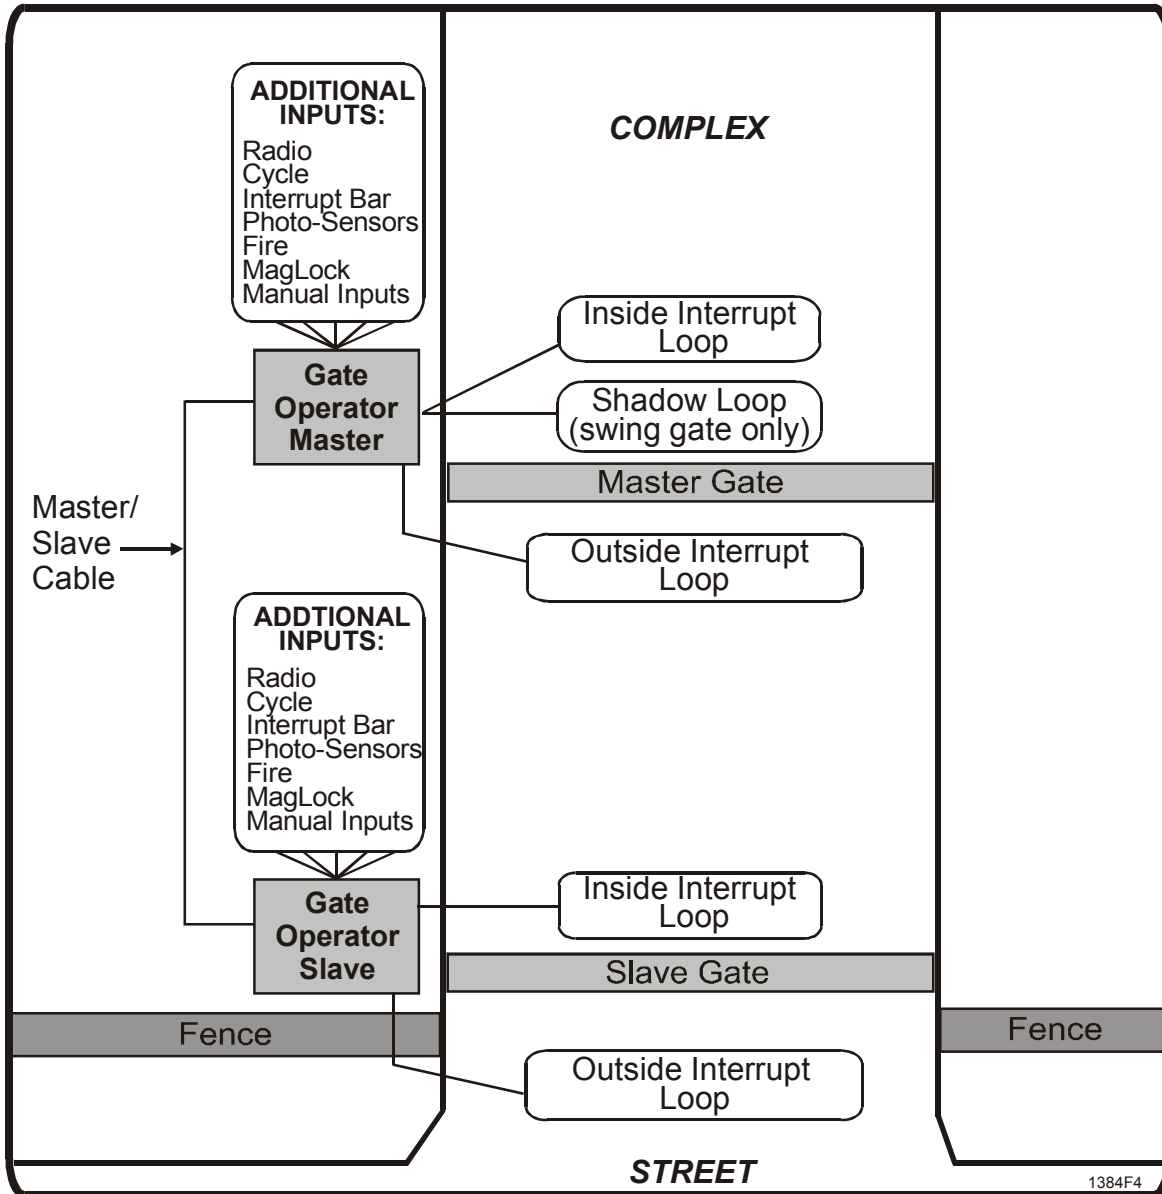 ADDITIONAL
INPUTS:
Radio
Cycle
Interrupt Bar
Photo-Sensors
Fire
MagLock
Manual Inputs
COMPLEX
Inside Interrupt
Loop
Gate
Operator
Master
Shadow Loop
(swing gate only)
Master Gate
Master/
Slave
Cable
Outside Interrupt
Loop
ADDTIONAL
INPUTS:
Radio
Cycle
Interrupt Bar
Photo-Sensors
Fire
MagLock
Manual Inputs
Gate
Operator
Slave
Inside Interrupt
Loop
Slave Gate
Fence
Fence
Outside Interrupt
Loop
STREET
1384F4